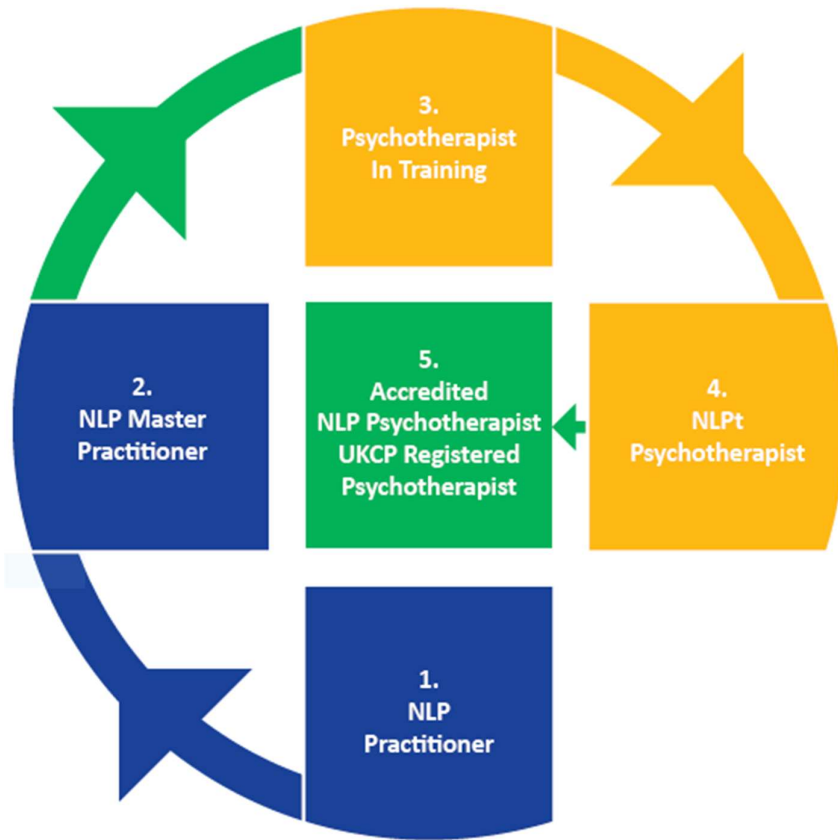 1.
NLP
Practitioner
2.
NLP Master
Practitioner
3.
Psychotherapist
In Training
4.
NLPt
Psychotherapist
5.
Accredited
NLP Psychotherapist
UKCP Registered
Psychotherapist